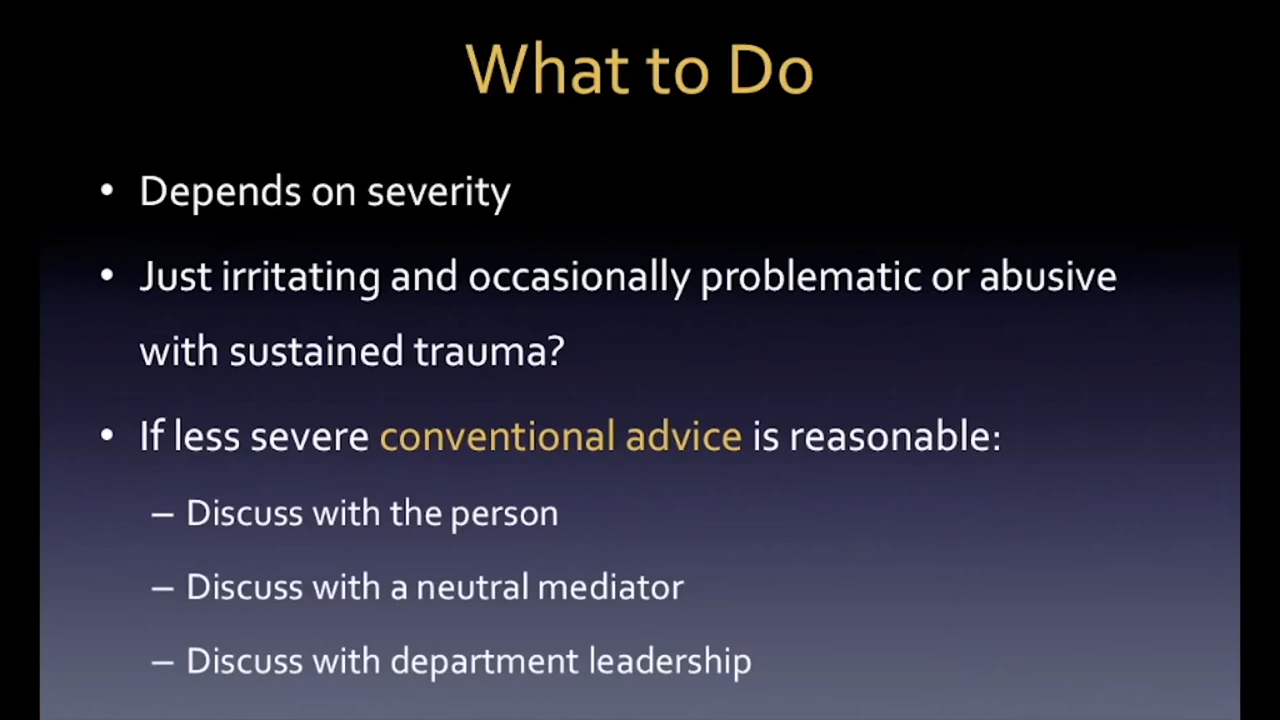 What to Do
• Depends on severity
• Just irritating and occasionally problematic or abusive
with sustained trauma?
• If less severe conventional advice is reasonable:
– Discuss with the person
– Discuss with a neutral mediator
– Discuss with department leadership